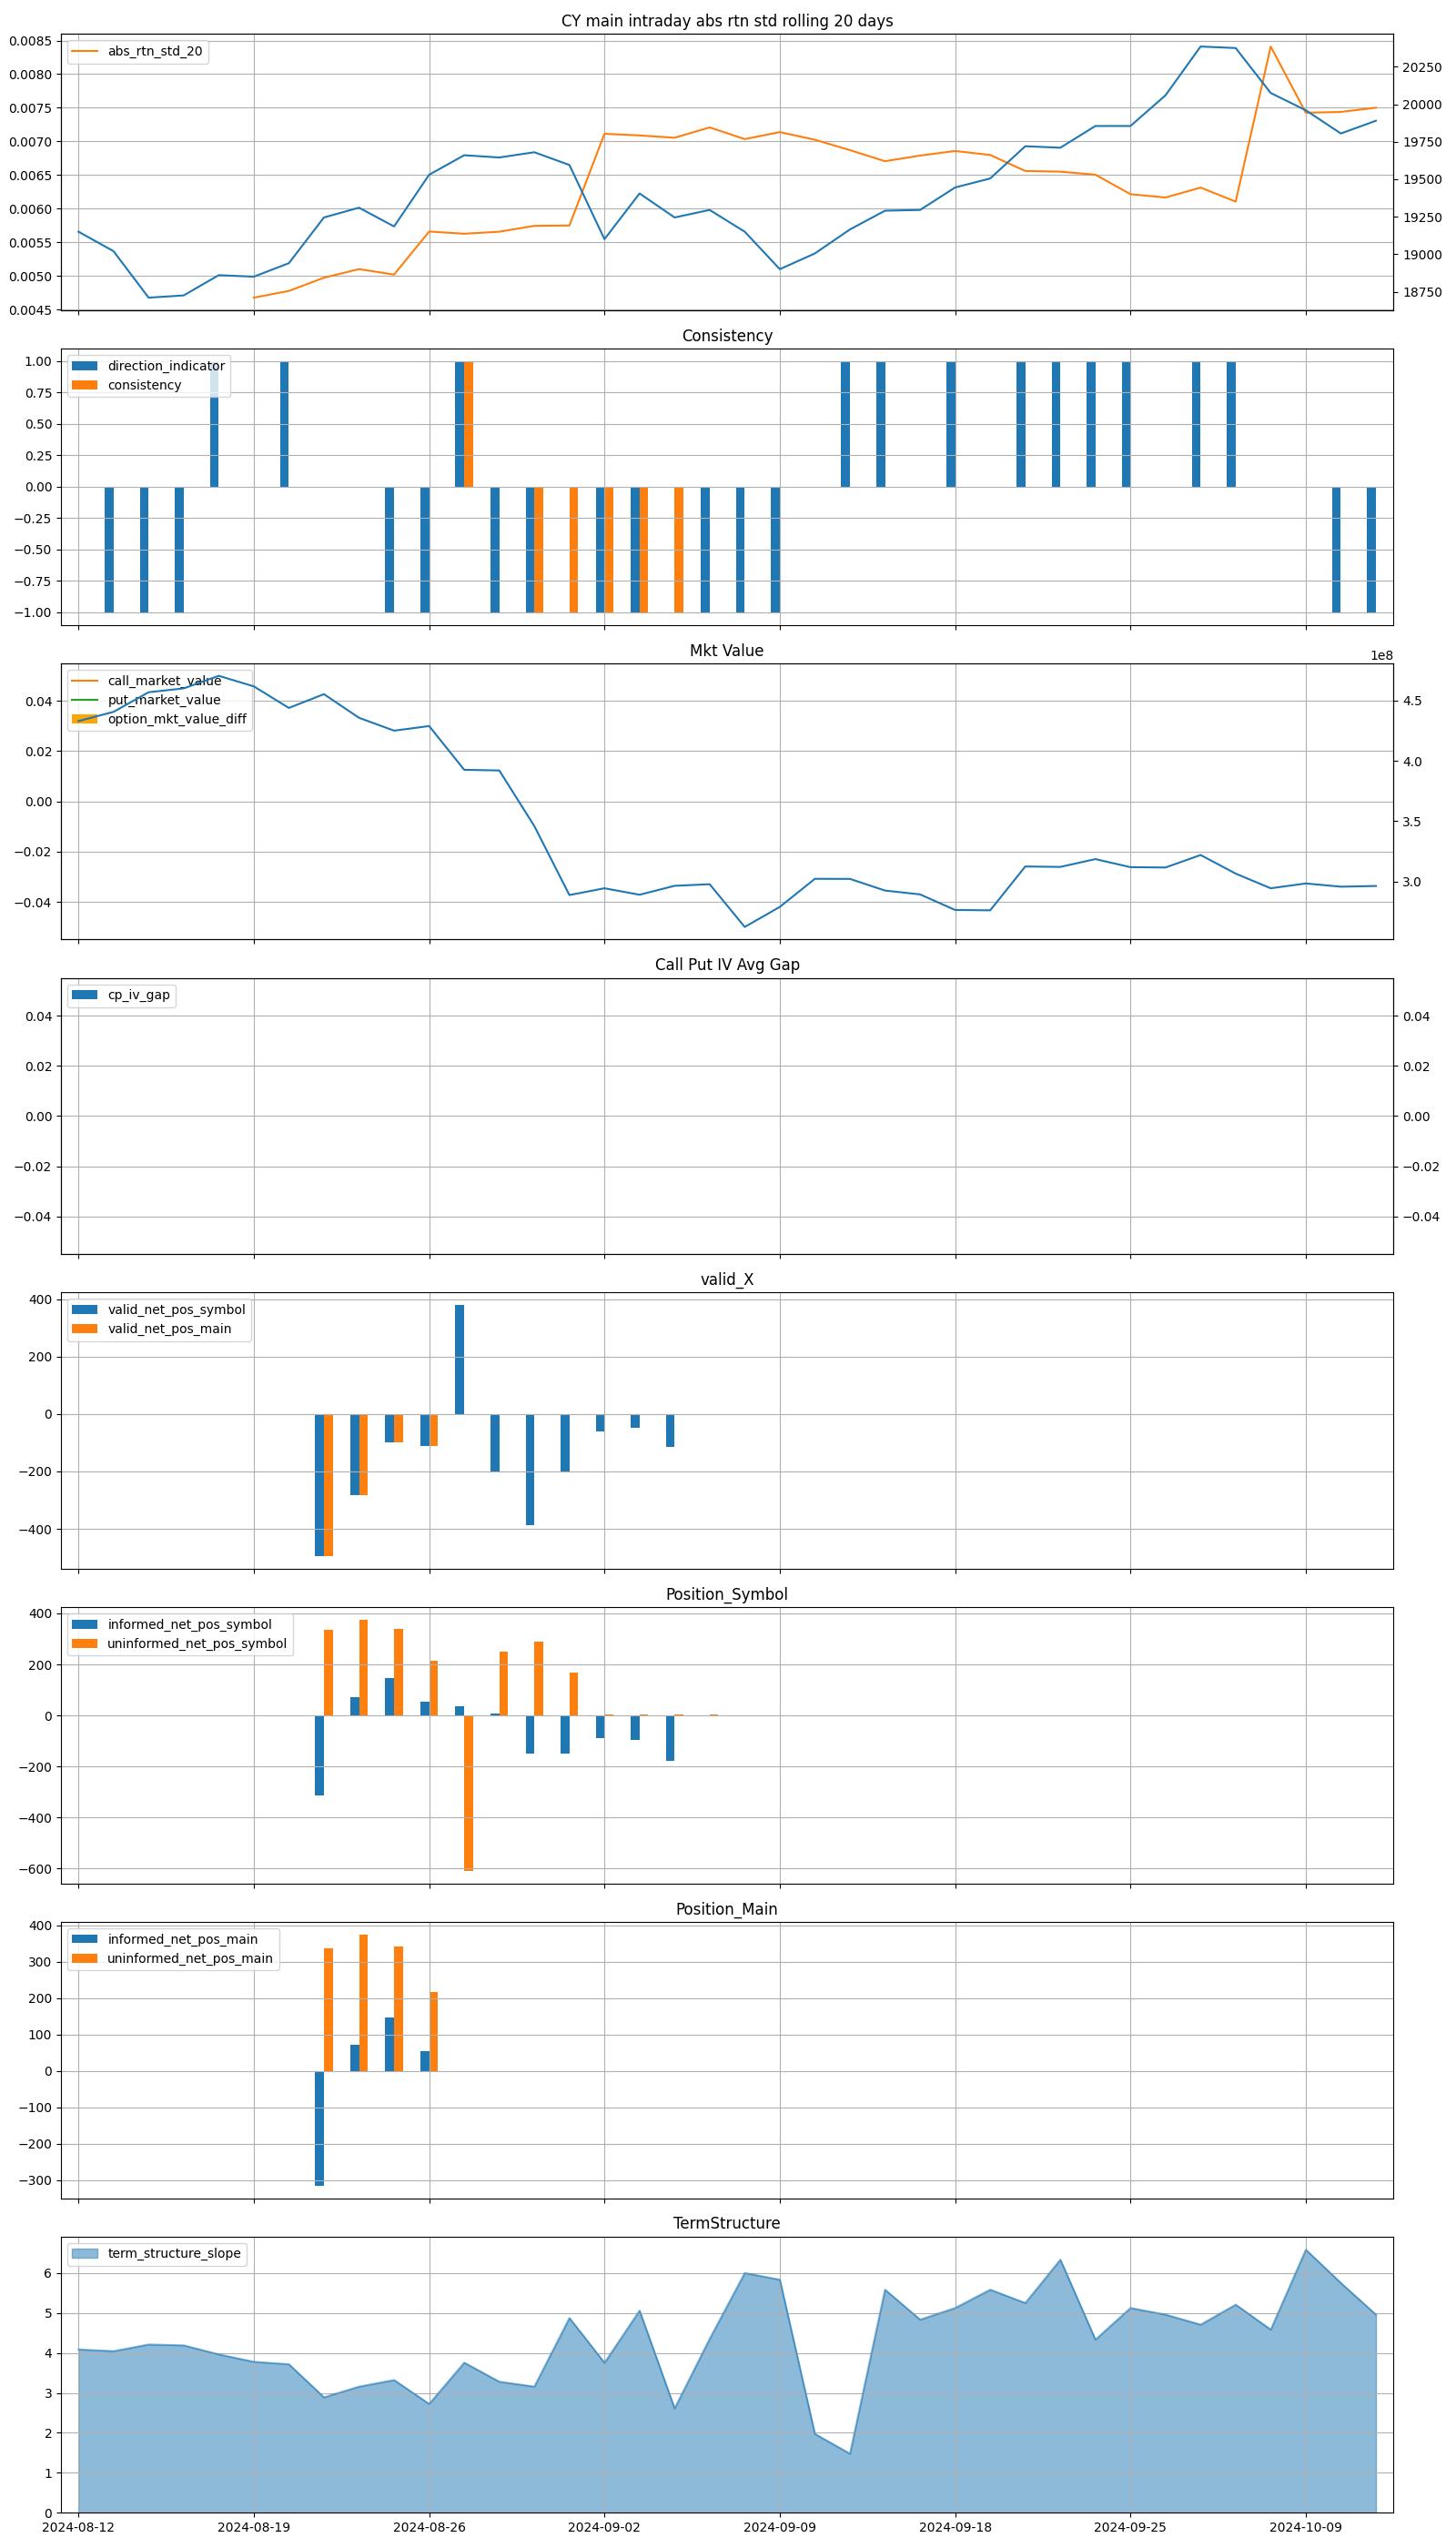 CY main intraday abs rtn std rolling 20 days
abs_rtn_std_20
0.0085
0.0080
0.0075
0.0070
0.0065
0.0060
0.0055
0.0050
0.0045
20250
20000
19750
19500
19250
19000
18750
Consistency
direction_indicator
consistency
1.00
0.75
0.50
0.25
0.00
−0.25
−0.50
−0.75
−1.00
Mkt Value
1e8
call_market_value
put_market_value
option_mkt_value_diff
0.04
0.02
0.00
−0.02
−0.04
4.5
4.0
3.5
3.0
Call Put IV Avg Gap
cp_iv_gap
0.04
0.02
0.00
−0.02
−0.04
0.04
0.02
0.00
−0.02
−0.04
valid_X
valid_net_pos_symbol
valid_net_pos_main
400
200
0
−200
−400
Position_Symbol
informed_net_pos_symbol
uninformed_net_pos_symbol
400
200
0
−200
−400
−600
Position_Main
informed_net_pos_main
uninformed_net_pos_main
400
300
200
100
0
−100
−200
−300
TermStructure
term_structure_slope
6
5
4
3
2
1
0
2024-08-12 2024-08-19 2024-08-26 2024-09-02 2024-09-09 2024-09-18 2024-09-25 2024-10-09